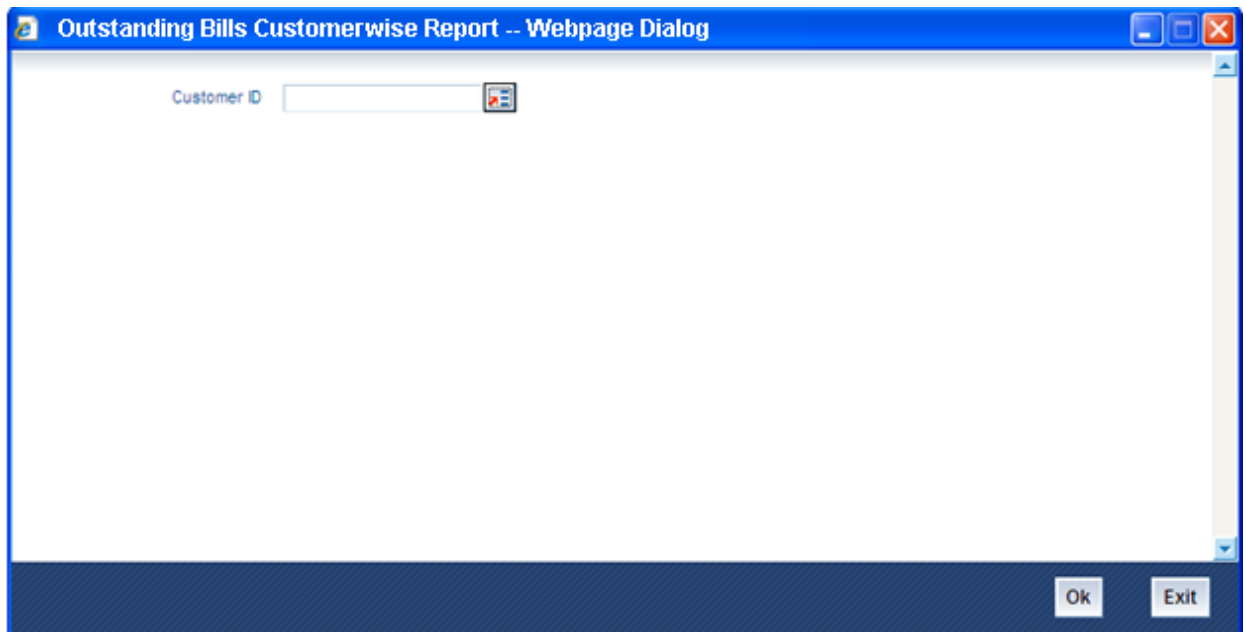 Outstanding Bills Customerwise Report -- Webpage Dialog
Customer ID
Ok
Exit